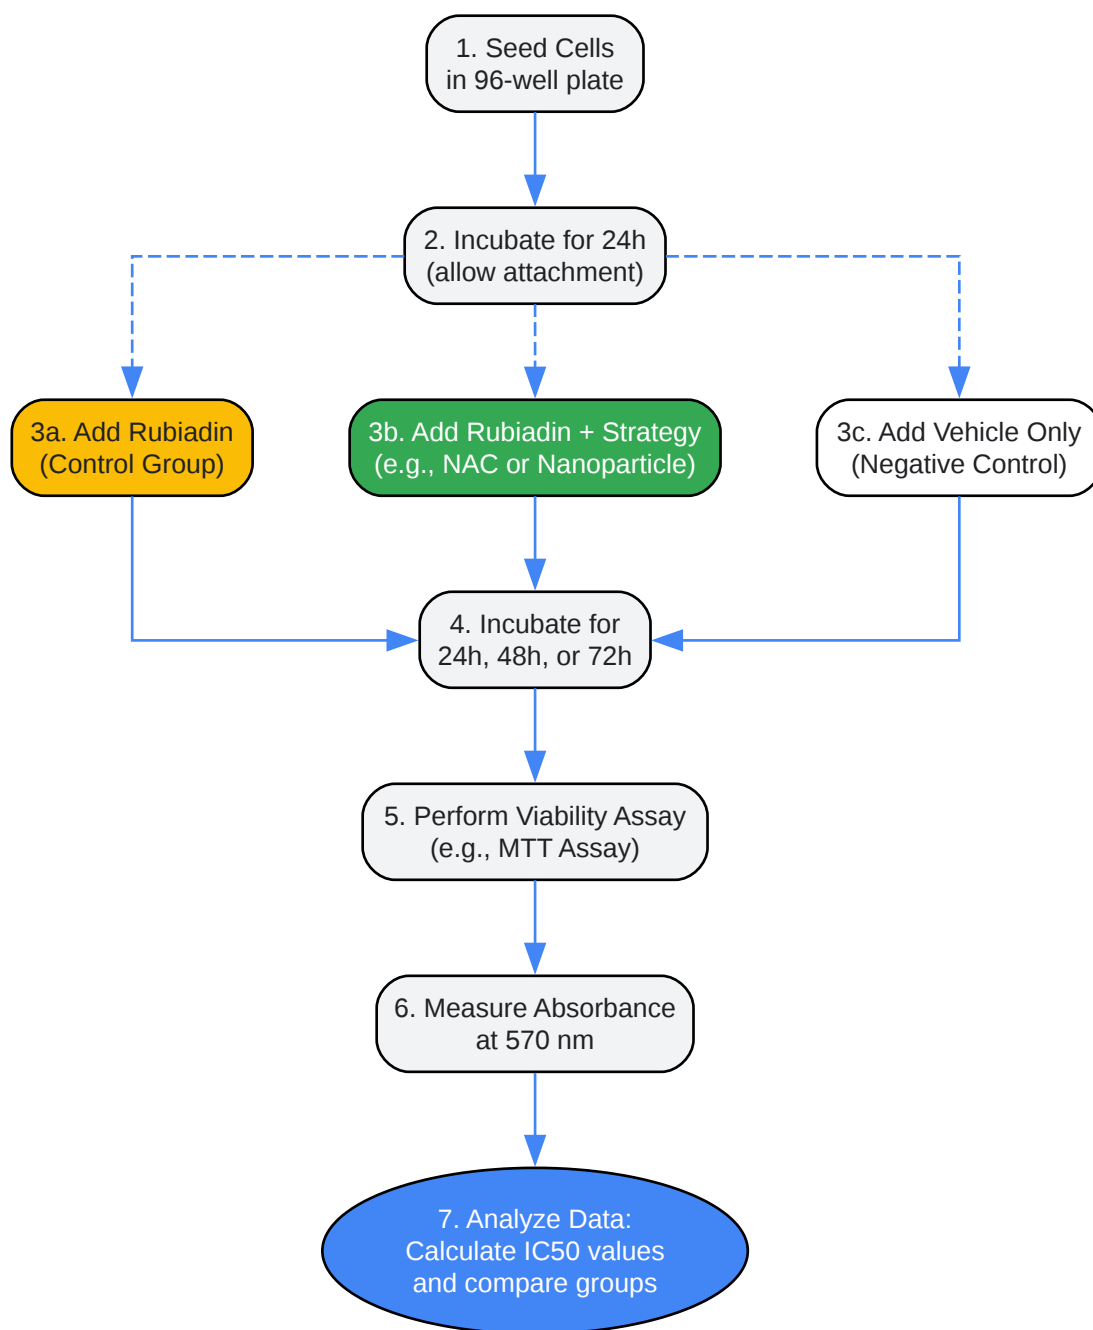 1. Seed Cells
in 96-well plate
2. Incubate for 24h
(allow attachment)
3a. Add Rubiadin
(Control Group)
3b. Add Rubiadin + Strategy
(e.g., NAC or Nanoparticle)
3c. Add Vehicle Only
(Negative Control)
4. Incubate for
24h, 48h, or 72h
5. Perform Viability Assay
(e.g., MTT Assay)
6. Measure Absorbance
at 570 nm
7. Analyze Data:
Calculate IC50 values
and compare groups